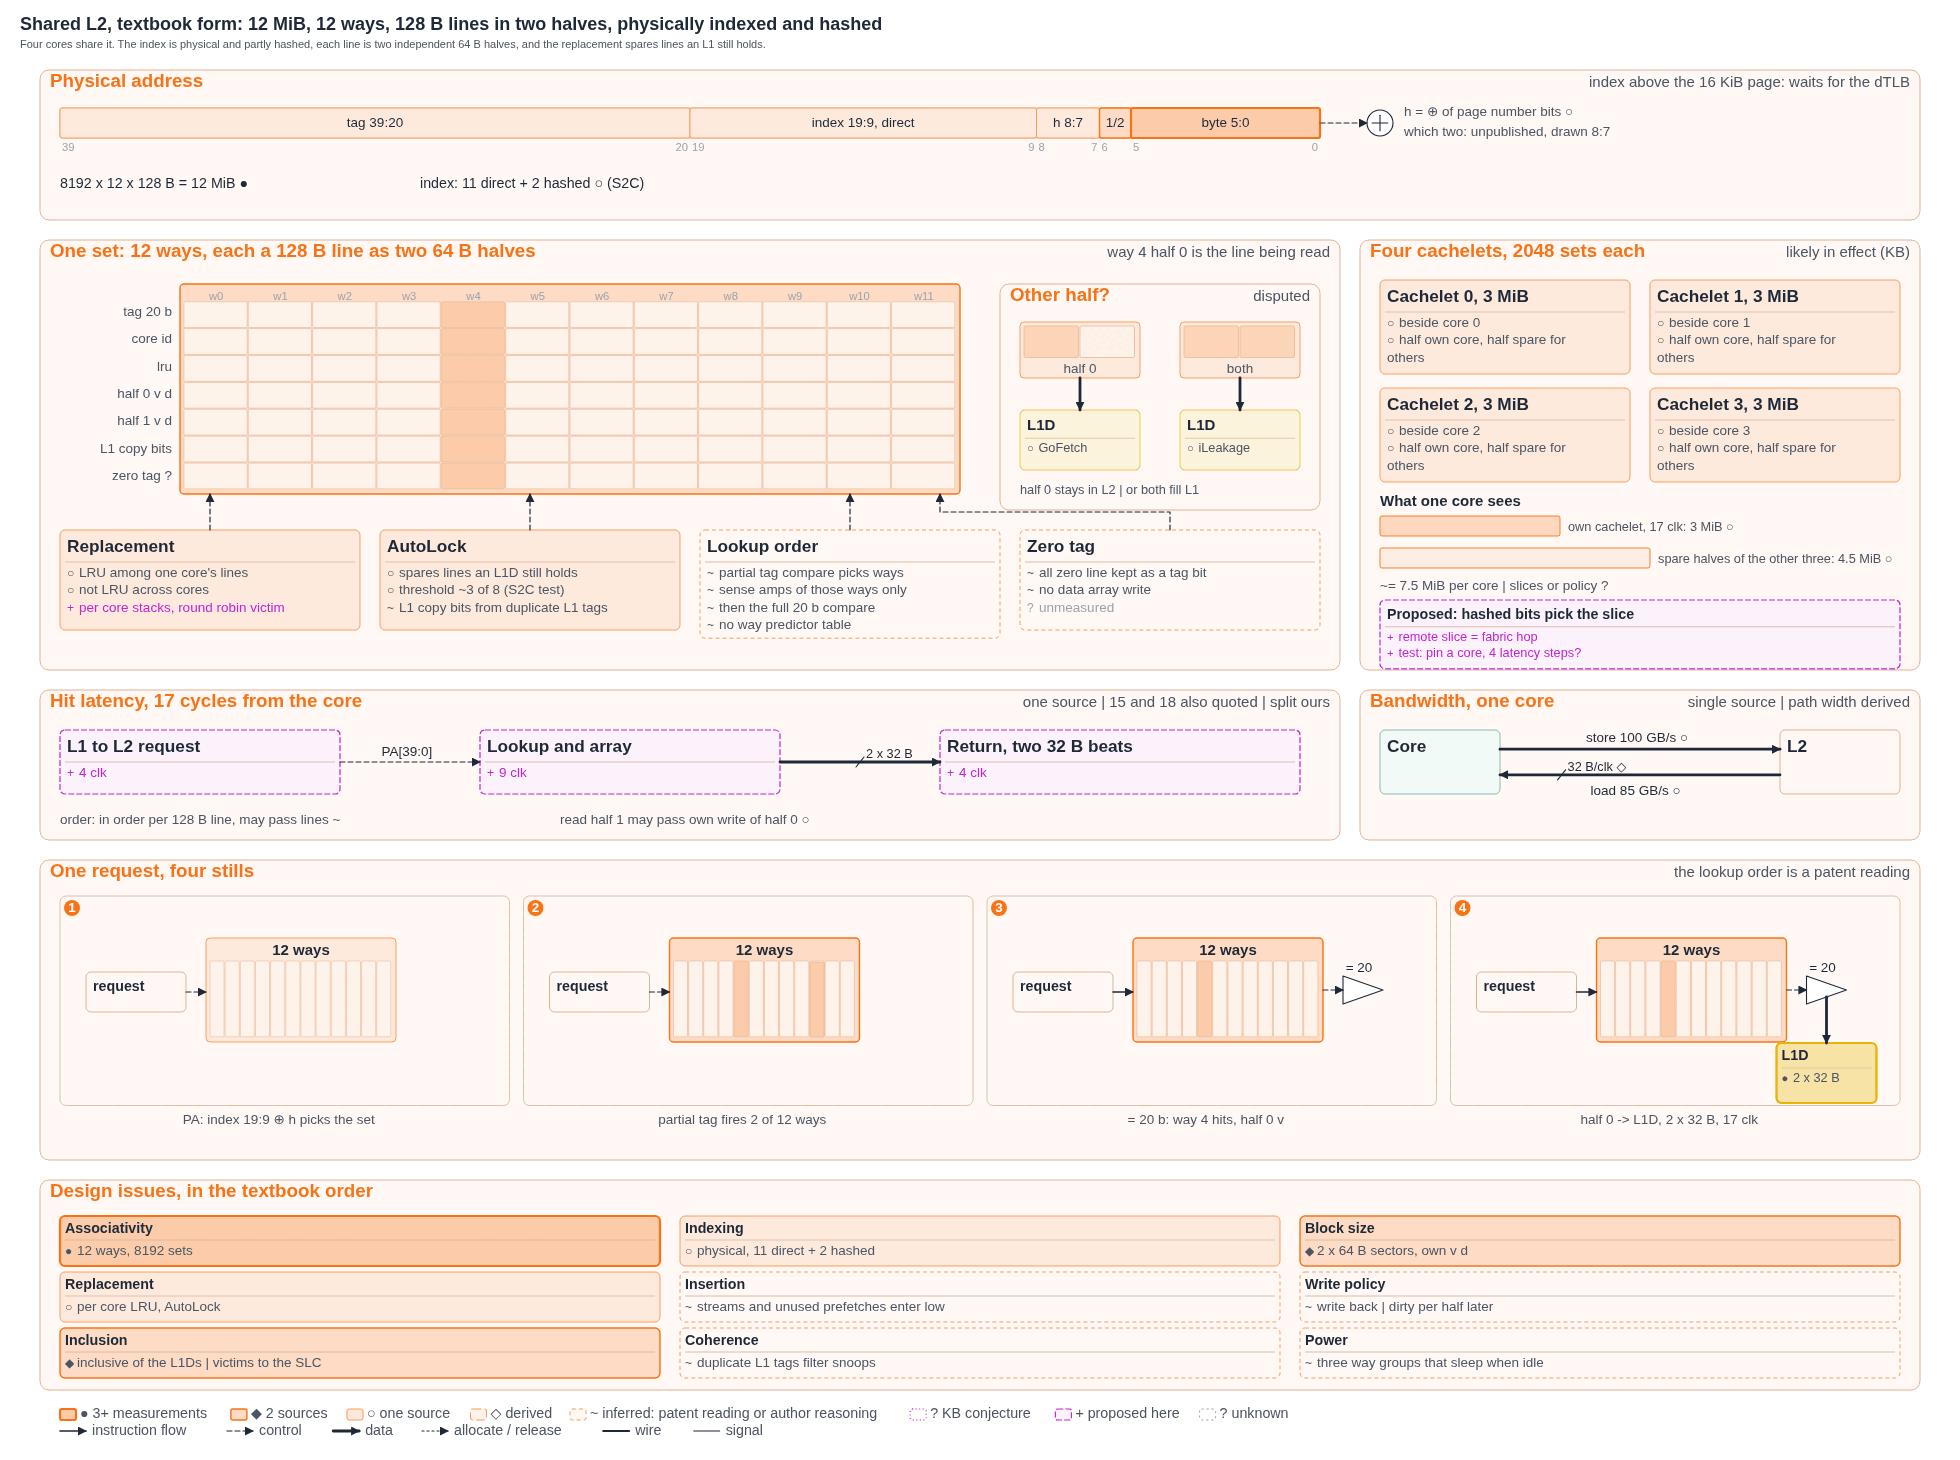 Shared L2, textbook form: 12 MiB, 12 ways, 128 B lines in two halves, physically indexed and hashed
Four cores share it. The index is physical and partly hashed, each line is two independent 64 B halves, and the replacement spares lines an L1 still holds.
Physical address
index above the 16 KiB page: waits for the dTLB
tag 39:20
index 19:9, direct
h 8:7
1/2
byte 5:0
h = ⊕ of page number bits ○
which two: unpublished, drawn 8:7
39
20 19
9 8
7 6
5
0
8192 x 12 x 128 B = 12 MiB ●
index: 11 direct + 2 hashed ○ (S2C)
One set: 12 ways, each a 128 B line as two 64 B halves
way 4 half 0 is the line being read
w0 w1 w2 w3 w4 w5 w6 w7 w8 w9 w10 w11
tag 20 b
core id
lru
half 0 v d
half 1 v d
L1 copy bits
zero tag ?
Other half?
disputed
half 0
both
L1D
○ GoFetch
L1D
○ iLeakage
half 0 stays in L2 | or both fill L1
Replacement
○ LRU among one core's lines
○ not LRU across cores
+ per core stacks, round robin victim
AutoLock
○ spares lines an L1D still holds
○ threshold ~3 of 8 (S2C test)
~ L1 copy bits from duplicate L1 tags
Lookup order
~ partial tag compare picks ways
~ sense amps of those ways only
~ then the full 20 b compare
~ no way predictor table
Zero tag
~ all zero line kept as a tag bit
~ no data array write
? unmeasured
Four cachelets, 2048 sets each
likely in effect (KB)
Cachelet 0, 3 MiB
○ beside core 0
○ half own core, half spare for
others
Cachelet 1, 3 MiB
○ beside core 1
○ half own core, half spare for
others
Cachelet 2, 3 MiB
○ beside core 2
○ half own core, half spare for
others
Cachelet 3, 3 MiB
○ beside core 3
○ half own core, half spare for
others
What one core sees
own cachelet, 17 clk: 3 MiB ○
spare halves of the other three: 4.5 MiB ○
~= 7.5 MiB per core | slices or policy ?
Proposed: hashed bits pick the slice
+ remote slice = fabric hop
+ test: pin a core, 4 latency steps?
Hit latency, 17 cycles from the core
one source | 15 and 18 also quoted | split ours
L1 to L2 request
+ 4 clk
PA[39:0]
Lookup and array
+ 9 clk
2 x 32 B
Return, two 32 B beats
+ 4 clk
order: in order per 128 B line, may pass lines ~
read half 1 may pass own write of half 0 ○
Bandwidth, one core
single source | path width derived
Core
store 100 GB/s ○
32 B/clk ◇
load 85 GB/s ○
L2
One request, four stills
the lookup order is a patent reading
1
request
12 ways
PA: index 19:9 ⊕ h picks the set
2
request
12 ways
partial tag fires 2 of 12 ways
3
request
12 ways
= 20
= 20 b: way 4 hits, half 0 v
4
request
12 ways
= 20
L1D
● 2 x 32 B
half 0 -> L1D, 2 x 32 B, 17 clk
Design issues, in the textbook order
Associativity
● 12 ways, 8192 sets
Indexing
○ physical, 11 direct + 2 hashed
Block size
◆ 2 x 64 B sectors, own v d
Replacement
○ per core LRU, AutoLock
Insertion
~ streams and unused prefetches enter low
Write policy
~ write back | dirty per half later
Inclusion
◆ inclusive of the L1Ds | victims to the SLC
Coherence
~ duplicate L1 tags filter snoops
Power
~ three way groups that sleep when idle
● 3+ measurements ◆ 2 sources ○ one source ◇ derived ~ inferred: patent reading or author reasoning ? KB conjecture + proposed here ? unknown
instruction flow control data allocate / release wire signal